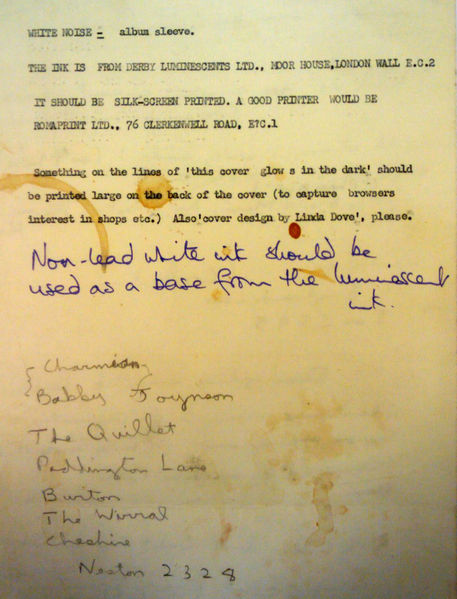 WHITE NOISE - album sleeve.
THE INK IS FROM DERBY LUMINESCENTS LTD., MOOR HOUSE,LONDON WALL E.C.2
IT SHOULD BE SILK-SCREEN PRINTED. A GOOD PRINTER WOULD BE
ROMAPRINT LTD., 76 CLERKENWELL ROAD, E?C.1
Something on the lines of 'this cover glow s in the dark' should
be printed large on the back of the cover (to capture browsers
interest in shops etc.) Also'cover design by Linda Dove', please.
Non-lead white ink should be
used as a base from the luminescent
ink.
Charmian
Bobby
The Quillet
Paddington Lane
Burton
The Wirral
Cheshire
Neston 2328